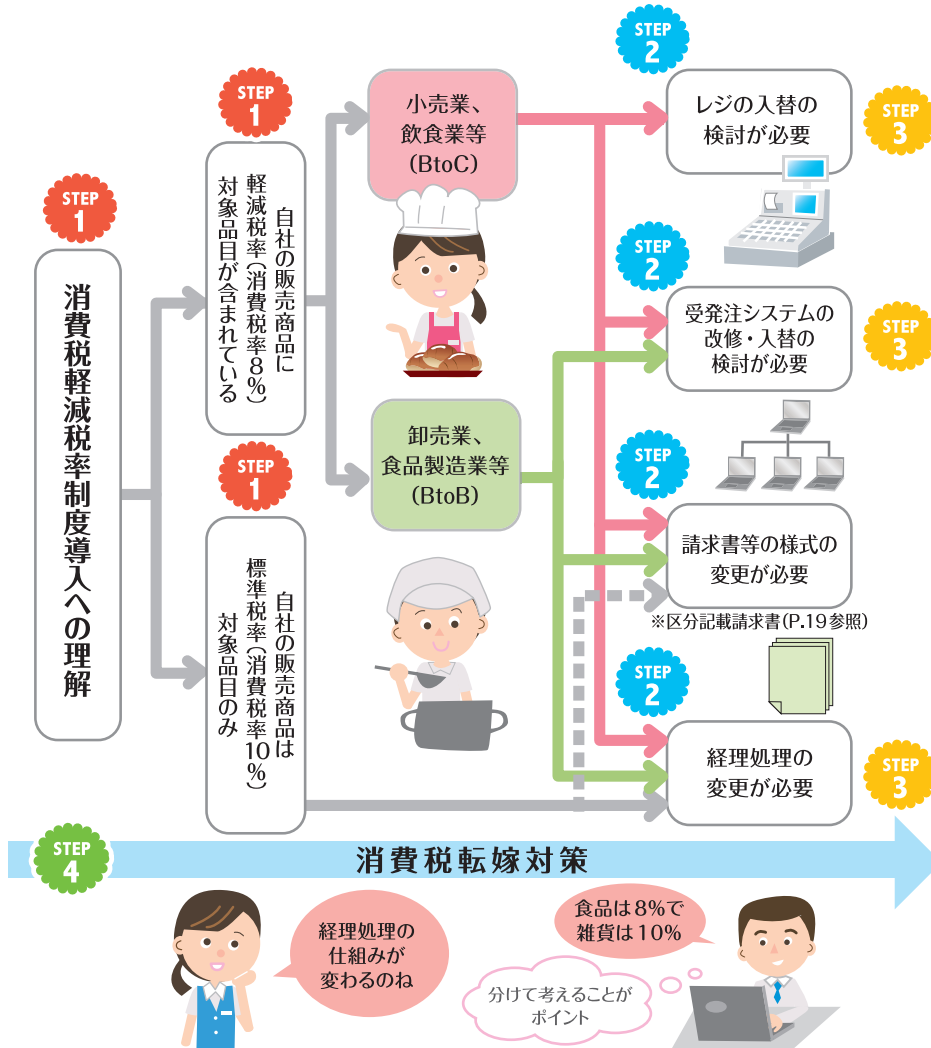 STEP
1
消費税軽減税率制度導入への理解
STEP
1
自社の販売商品に
軽減税率(消費税率8%)
対象品目が含まれている
STEP
1
自社の販売商品は
標準税率(消費税率10%)
対象品目のみ
小売業、
飲食業等
(BtoC)
卸売業、
食品製造業等
(BtoB)
STEP
2
レジの入替の
検討が必要
STEP
3
STEP
2
受発注システムの
改修・入替の
検討が必要
STEP
3
STEP
2
請求書等の様式の
変更が必要
※区分記載請求書(P.19参照)
STEP
2
経理処理の
変更が必要
STEP
3
STEP
4
消費税転嫁対策
経理処理の
仕組みが
変わるのね
食品は8%で
雑貨は10%
分けて考えることが
ポイント